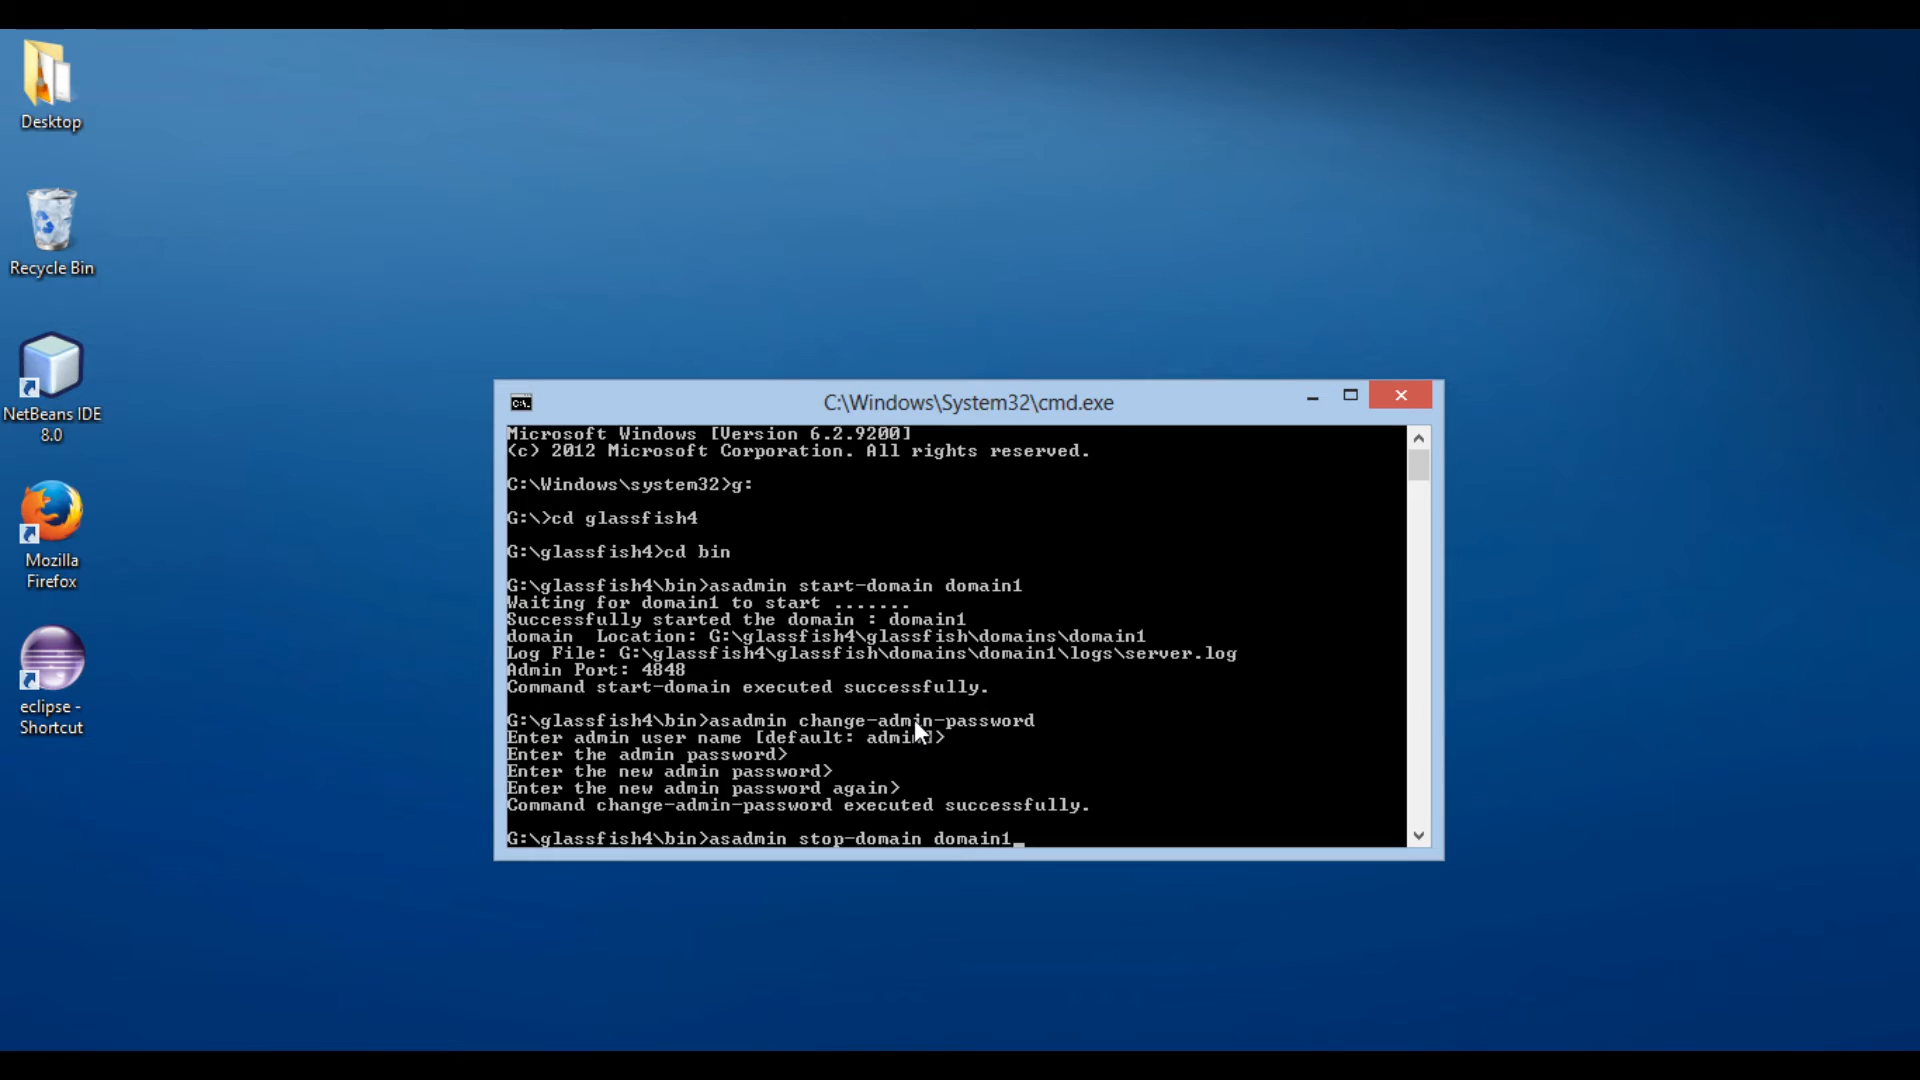 Desktop
Recycle Bin
NetBeans IDE
8.0
Mozilla
Firefox
eclipse -
Shortcut
C:\Windows\System32\cmd.exe
Microsoft Windows [Version 6.2.9200]
(c) 2012 Microsoft Corporation. All rights reserved.
C:\Windows\system32>g:
G:\>cd glassfish4
G:\glassfish4>cd bin
G:\glassfish4\bin>asadmin start-domain domain1
Waiting for domain1 to start .......
Successfully started the domain : domain1
domain  Location: G:\glassfish4\glassfish\domains\domain1
Log File: G:\glassfish4\glassfish\domains\domain1\logs\server.log
Admin Port: 4848
Command start-domain executed successfully.
G:\glassfish4\bin>asadmin change-admin-password
Enter admin user name [default: admin]>
Enter the admin password>
Enter the new admin password>
Enter the new admin password again>
Command change-admin-password executed successfully.
G:\glassfish4\bin>asadmin stop-domain domain1_